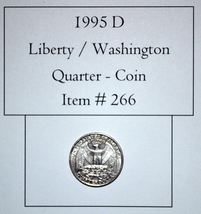 1995 D
Liberty / Washington
Quarter - Coin
Item # 266